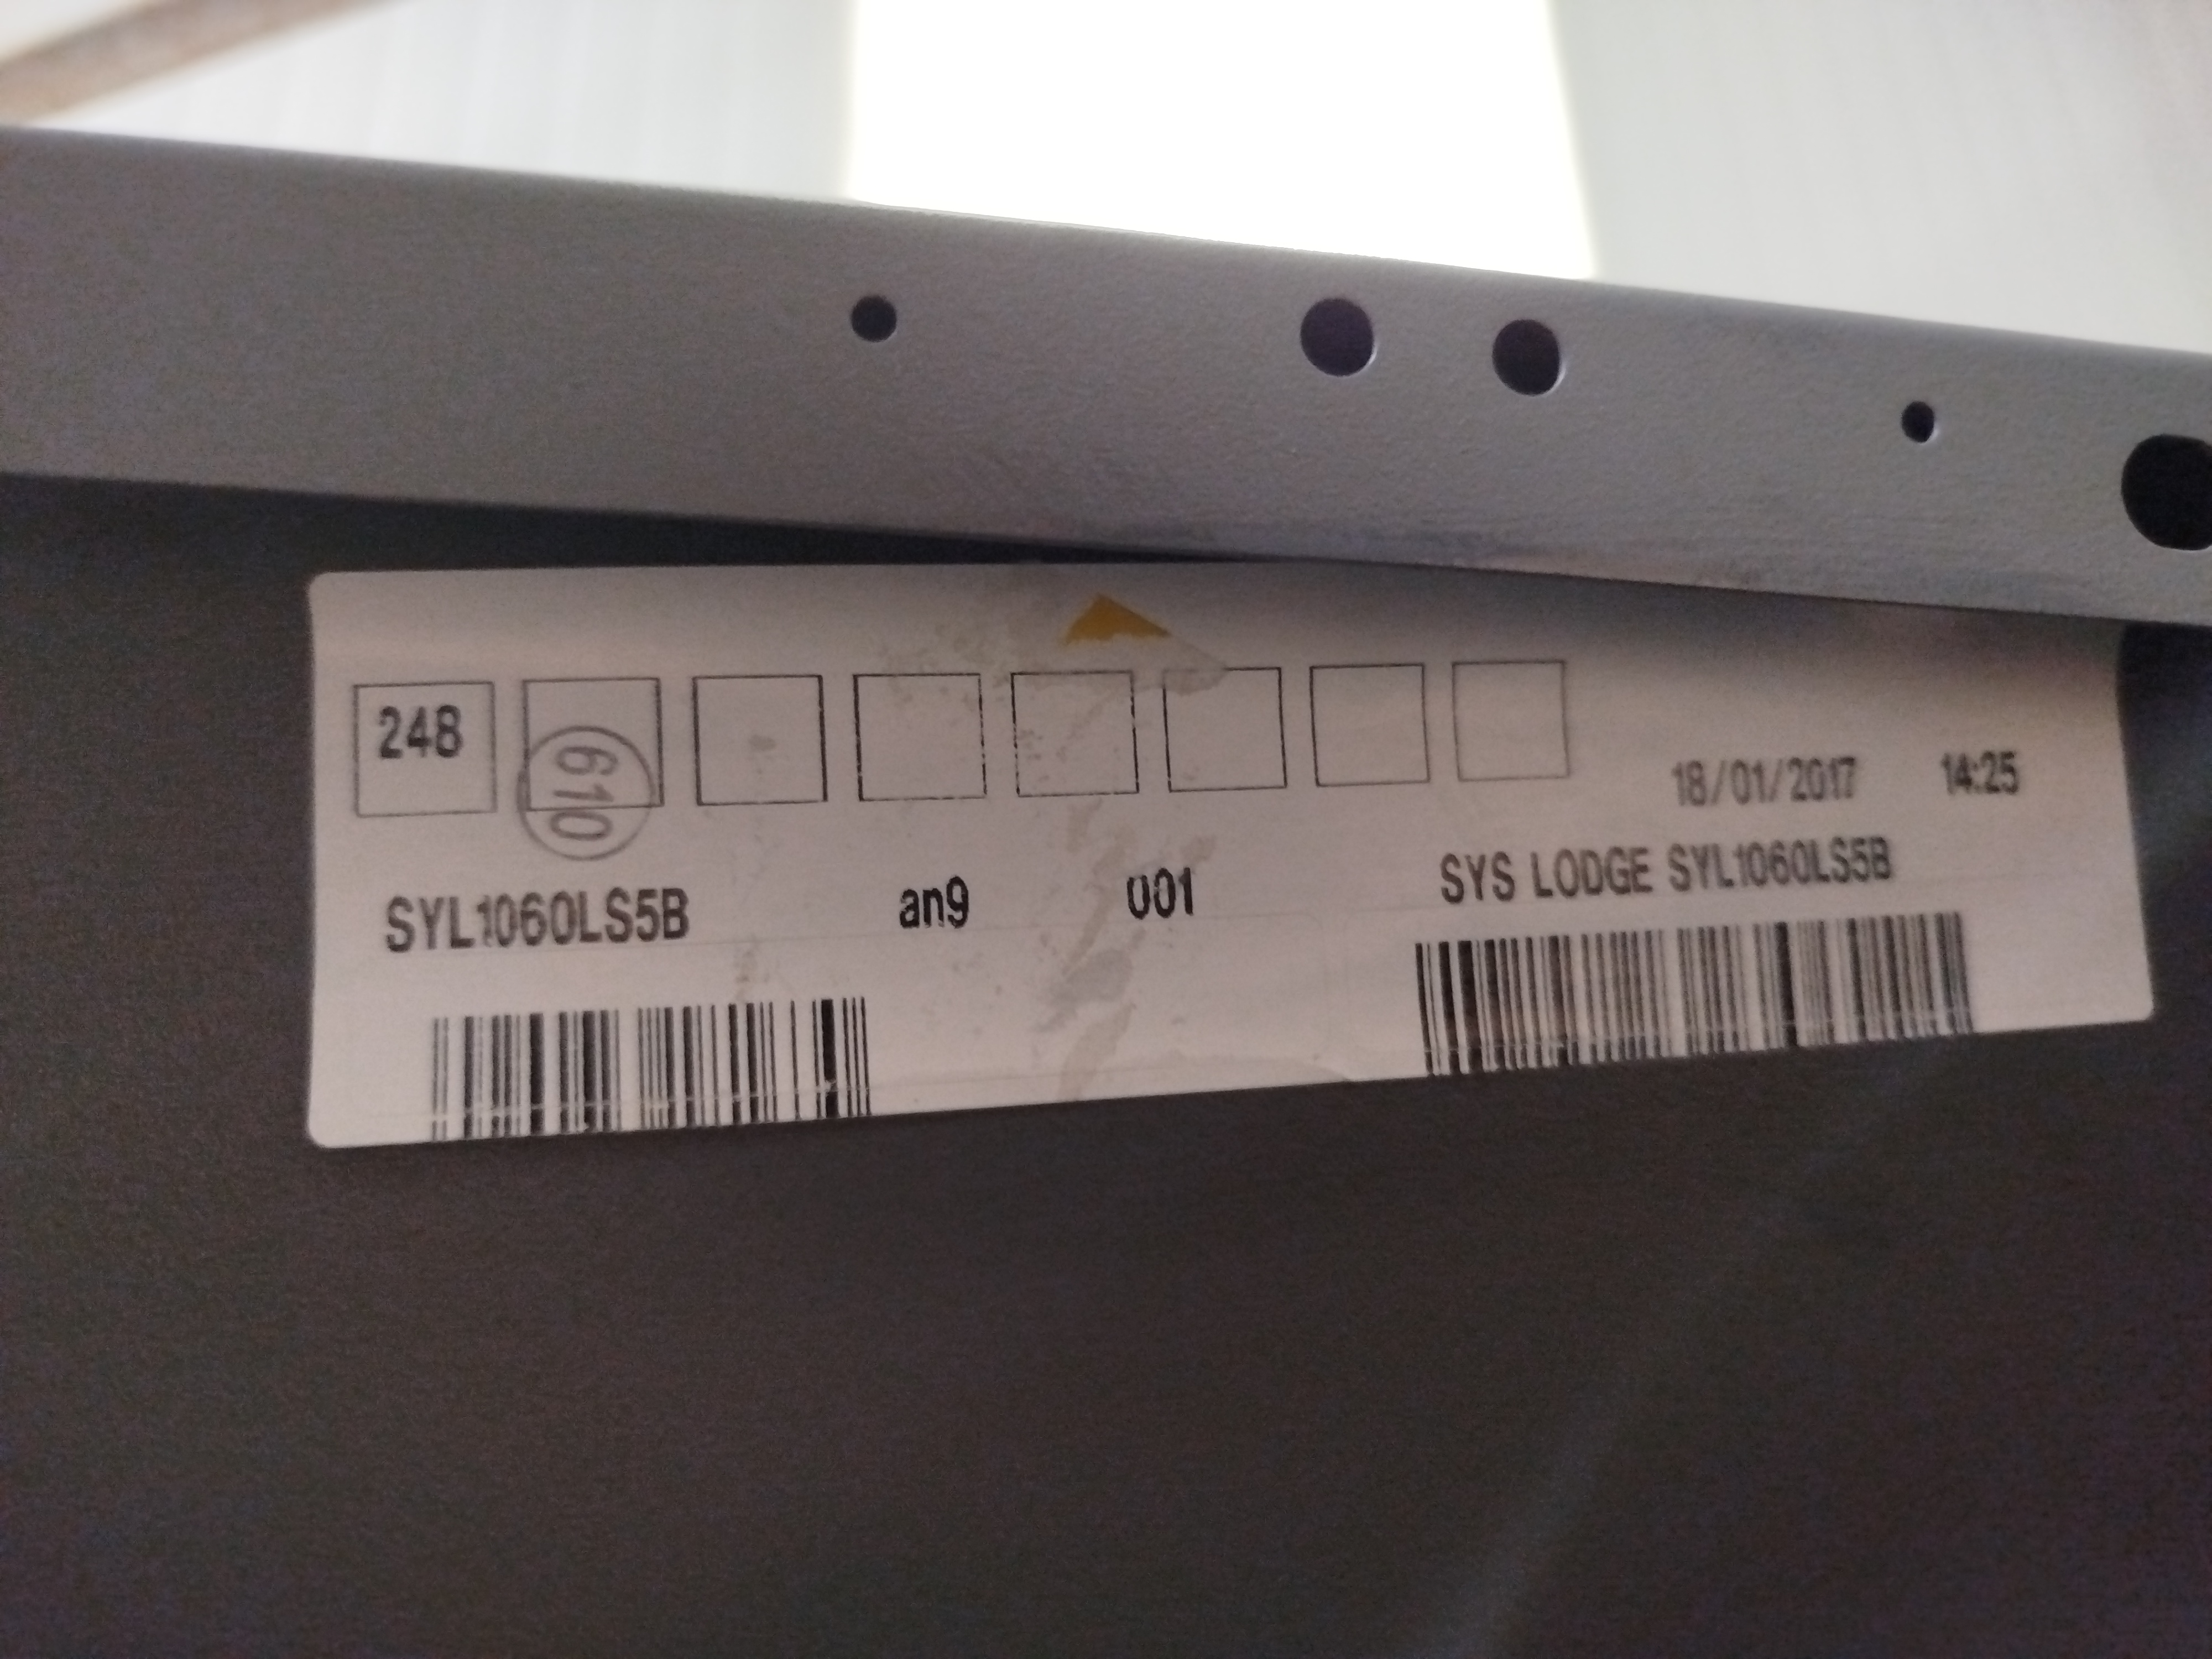 248
610
18/01/2017 14:25
SYL1060LS5B an9 001 SYS LODGE SYL1060LS5B